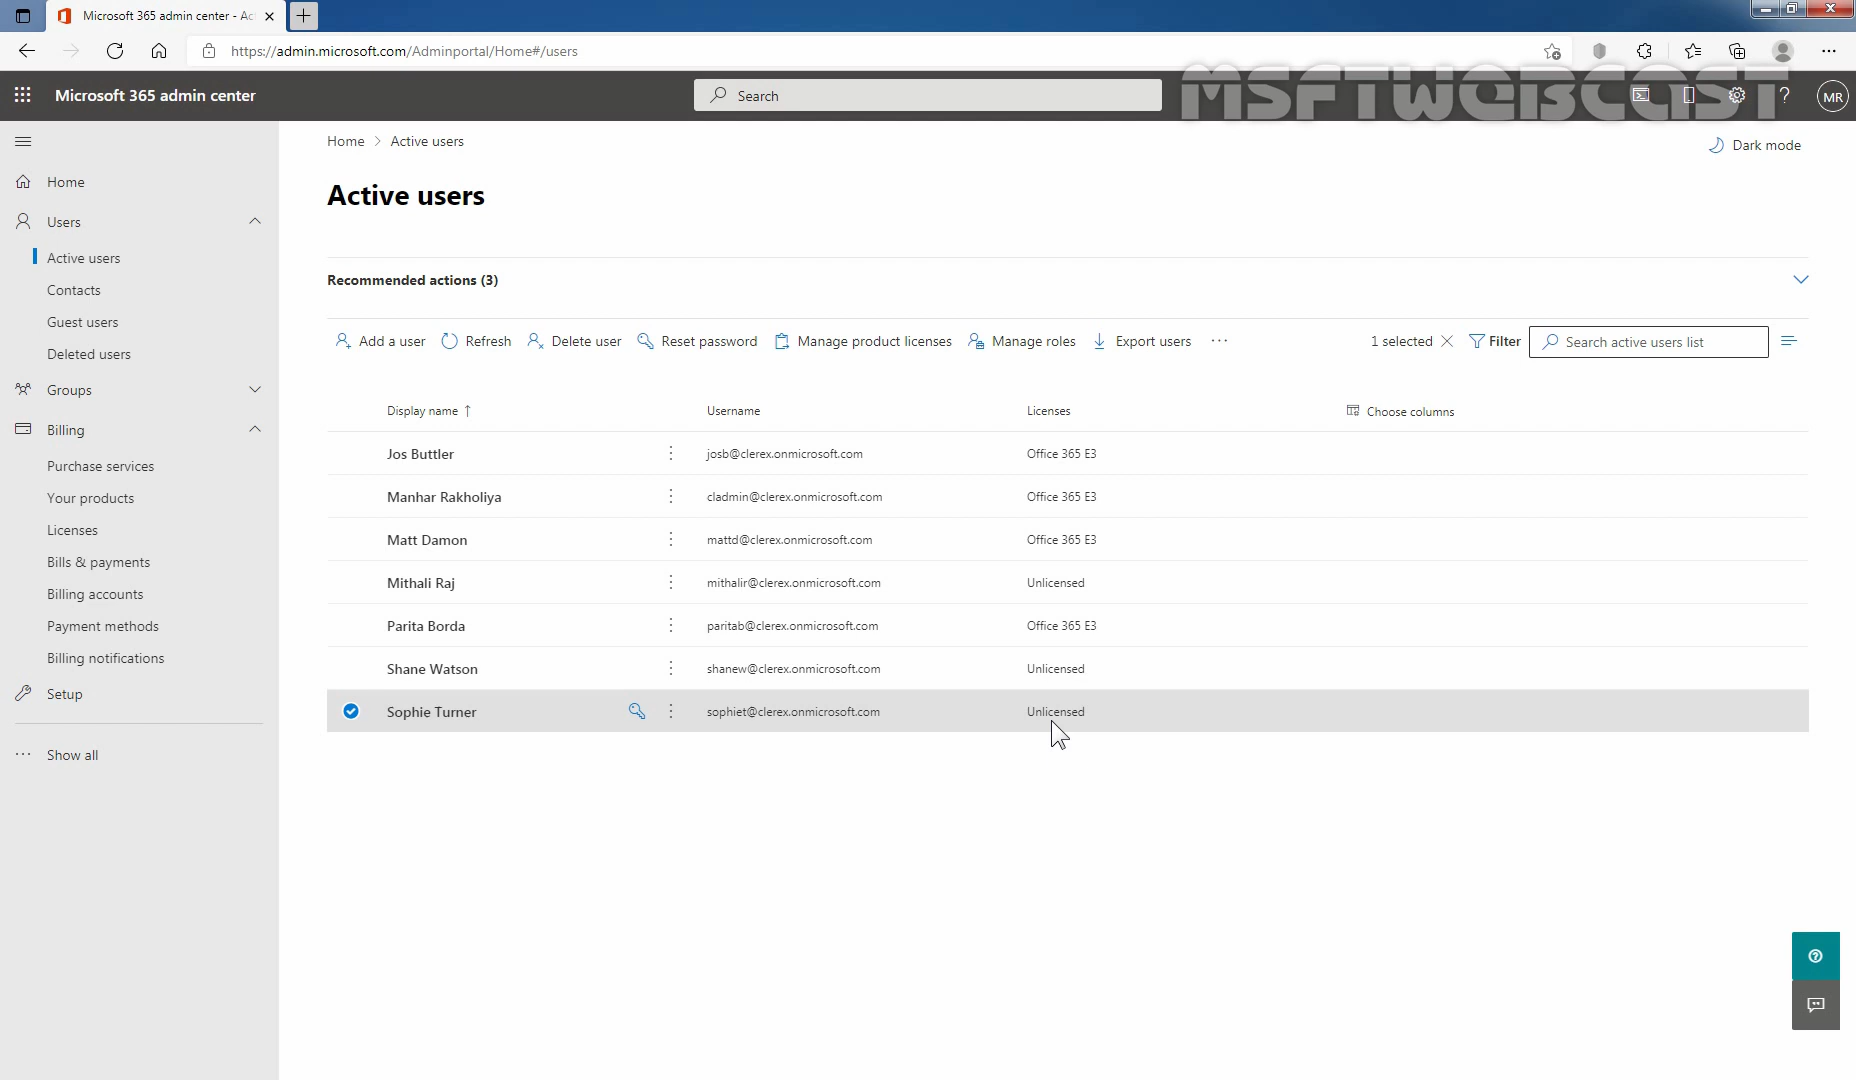 Microsoft 365 admin center - Ac
https://admin.microsoft.com/Adminportal/Home#/users
Microsoft 365 admin center
Search
MSFTWEBCAST
MR
Home > Active users
Dark mode
Home
Users
Active users
Contacts
Guest users
Deleted users
Groups
Billing
Purchase services
Your products
Licenses
Bills & payments
Billing accounts
Payment methods
Billing notifications
Setup
Show all
Active users
Recommended actions (3)
Add a user Refresh Delete user Reset password Manage product licenses Manage roles Export users 1 selected Filter Search active users list
Display name ↑ Username Licenses Choose columns
Jos Buttler josb@clerex.onmicrosoft.com Office 365 E3
Manhar Rakholiya cladmin@clerex.onmicrosoft.com Office 365 E3
Matt Damon mattd@clerex.onmicrosoft.com Office 365 E3
Mithali Raj mithalir@clerex.onmicrosoft.com Unlicensed
Parita Borda paritab@clerex.onmicrosoft.com Office 365 E3
Shane Watson shanew@clerex.onmicrosoft.com Unlicensed
Sophie Turner sophiet@clerex.onmicrosoft.com Unlicensed